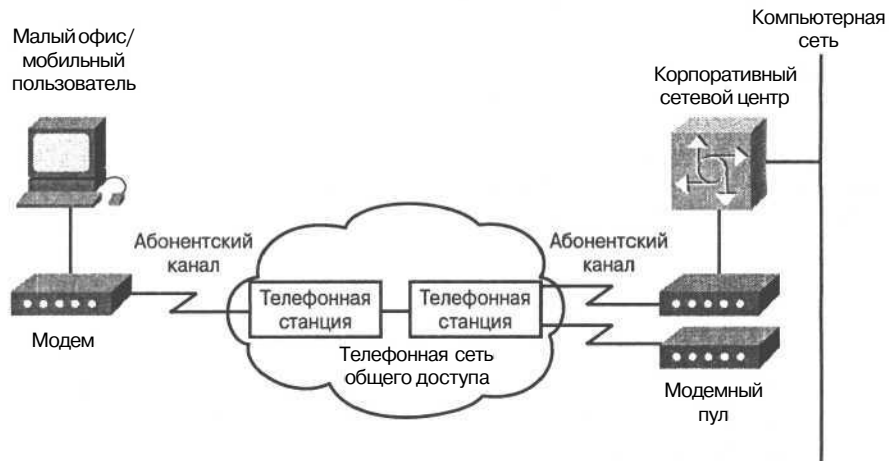 Малый офис/
мобильный
пользователь
Компьютерная
сеть
Корпоративный
сетевой центр
Абонентский
канал
Абонентский
канал
Телефонная
станция
Телефонная
станция
Модем
Телефонная сеть
общего доступа
Модемный
пул